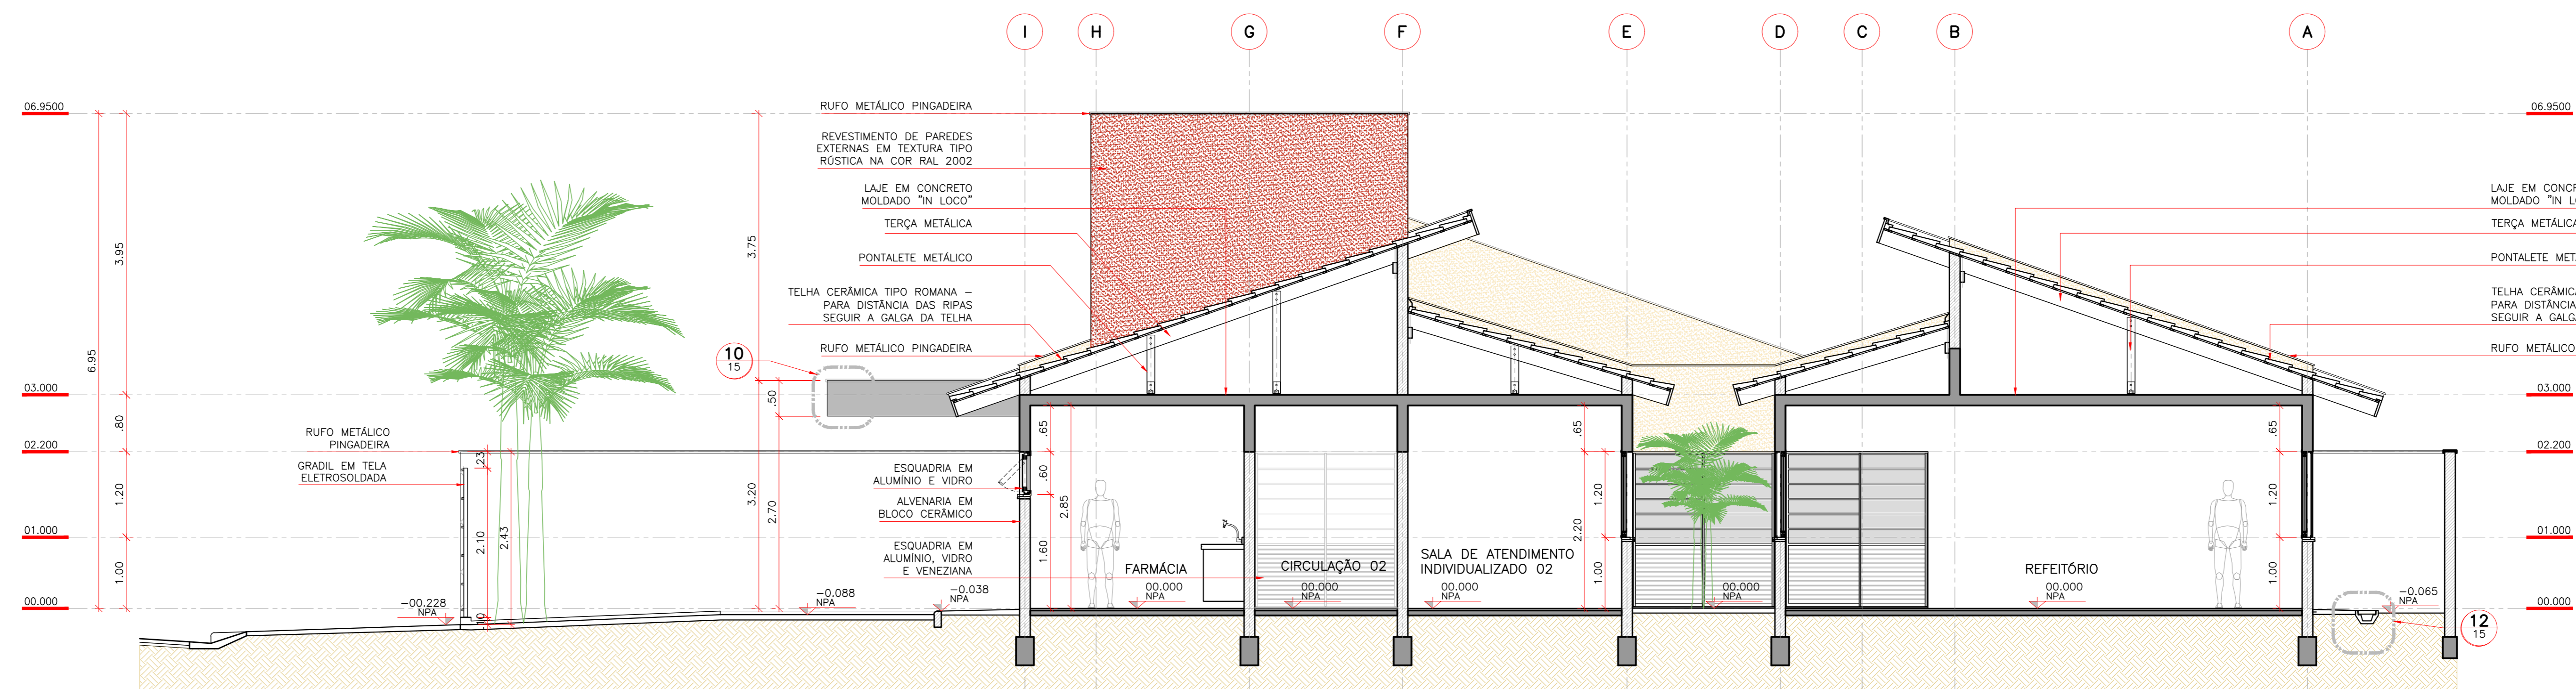 I
H
G
F
E
D
C
B
A
06.9500
03.000
02.200
01.000
00.000
6.95
3.95
.80
1.20
1.00
RUFO METÁLICO
PINGADEIRA
GRADIL EM TELA
ELETROSOLDADA
.23
2.10
2.43
.10
-00.228
NPA
3.75
3.20
.50
2.70
10
15
-0.088
NPA
-0.038
NPA
RUFO METÁLICO PINGADEIRA
REVESTIMENTO DE PAREDES
EXTERNAS EM TEXTURA TIPO
RÚSTICA NA COR RAL 2002
LAJE EM CONCRETO
MOLDADO "IN LOCO"
TERÇA METÁLICA
PONTALETE METÁLICO
TELHA CERÂMICA TIPO ROMANA –
PARA DISTÂNCIA DAS RIPAS
SEGUIR A GALGA DA TELHA
RUFO METÁLICO PINGADEIRA
ESQUADRIA EM
ALUMÍNIO E VIDRO
ALVENARIA EM
BLOCO CERÂMICO
ESQUADRIA EM
ALUMÍNIO, VIDRO
E VENEZIANA
.65
.60
1.60
2.85
FARMÁCIA
00.000
NPA
CIRCULAÇÃO 02
00.000
NPA
SALA DE ATENDIMENTO
INDIVIDUALIZADO 02
00.000
NPA
.65
2.20
1.20
1.00
00.000
NPA
REFEITÓRIO
00.000
NPA
.65
1.20
1.00
-0.065
NPA
12
15
LAJE EM CONCR
MOLDADO "IN L
TERÇA METÁLICA
PONTALETE MET
TELHA CERÂMICA
PARA DISTÂNCIA
SEGUIR A GALG
RUFO METÁLICO
06.9500
03.000
02.200
01.000
00.000